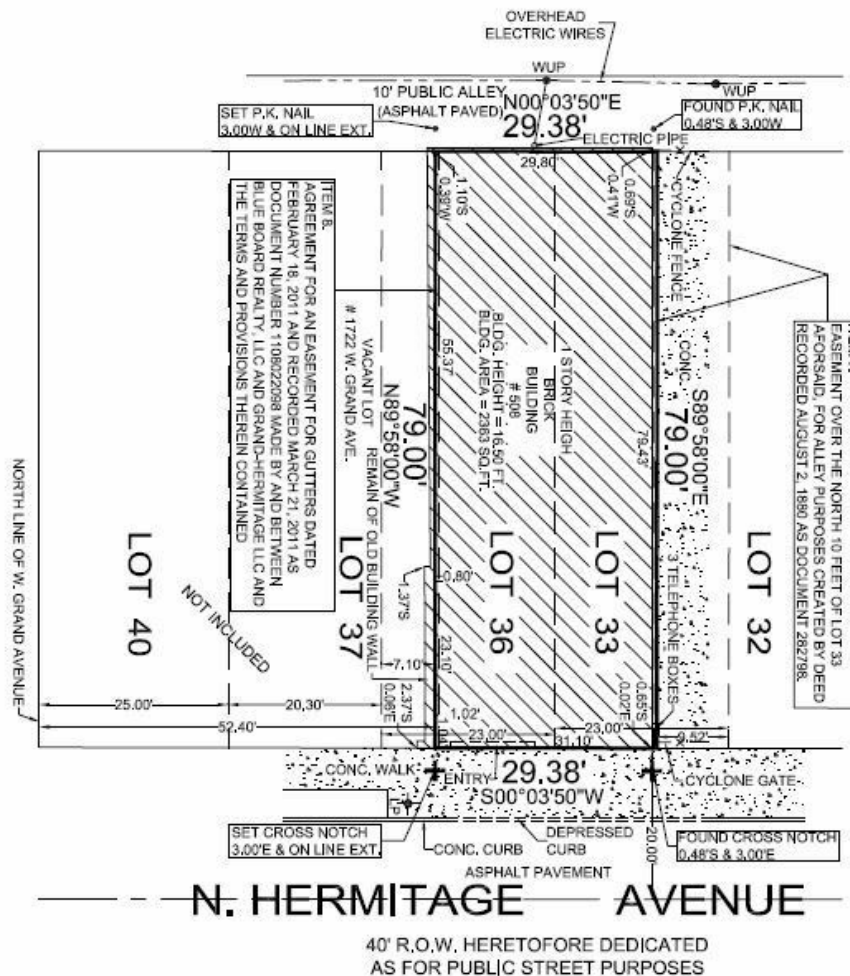 OVERHEAD
ELECTRIC WIRES
WUP
WUP
10' PUBLIC ALLEY
(ASPHALT PAVED)
N00°03'50"E
29.38'
SET P.K. NAIL
3.00W & ON LINE EXT.
FOUND P.K. NAIL
0.48'S & 3.00W
ELECTRIC PIPE
29.80'
1.10'S
0.39'W
0.69'S
0.41'W
CYCLONE FENCE
ITEM 8.
AGREEMENT FOR AN EASEMENT FOR GUTTERS DATED
FEBRUARY 18, 2011 AND RECORDED MARCH 21, 2011 AS
DOCUMENT NUMBER 1108022098 MADE BY AND BETWEEN
BLUE BOARD REALTY, LLC AND GRAND-HERMITAGE LLC AND
THE TERMS AND PROVISIONS THEREIN CONTAINED
EASEMENT OVER THE NORTH 10 FEET OF LOT 33
AFORSAID, FOR ALLEY PURPOSES CREATED BY DEED
RECORDED AUGUST 2, 1880 AS DOCUMENT 282798.
VACANT LOT
# 1722 W. GRAND AVE.
REMAIN OF OLD BUILDING WALL
N89°58'00"W
79.00'
55.37'
1 STORY HEIGH
BRICK
BUILDING
# 508
BLDG. HEIGHT = 16.50 FT.
BLDG. AREA = 2363 SQ.FT.
79.43'
CONC.
S89°58'00"E
79.00'
LOT 40
LOT 37
LOT 36
LOT 33
LOT 32
NOT INCLUDED
NORTH LINE OF W. GRAND AVENUE
0.80'
1.37'S
23.10'
7.10'
2.37'S
0.06'E
3 TELEPHONE BOXES
0.65'S
0.02'E
25.00'
20.30'
52.40'
1.02'
23.00'
31.10'
23.00'
9.52'
CONC. WALK
ENTRY
29.38'
S00°03'50"W
CYCLONE GATE
SET CROSS NOTCH
3.00'E & ON LINE EXT.
CONC. CURB
DEPRESSED
CURB
20.00'
FOUND CROSS NOTCH
0.48'S & 3.00'E
ASPHALT PAVEMENT
N. HERMITAGE AVENUE
40' R.O.W. HERETOFORE DEDICATED
AS FOR PUBLIC STREET PURPOSES